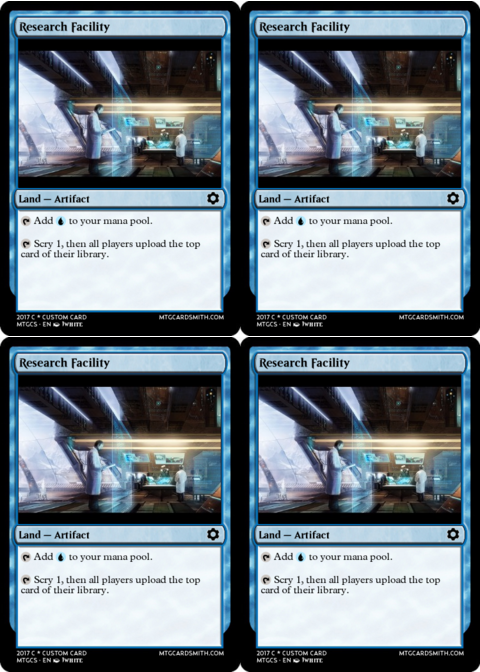 Research Facility
Research Facility
Land — Artifact
Land — Artifact
Add to your mana pool.
Add to your mana pool.
Scry 1, then all players upload the top
card of their library.
Scry 1, then all players upload the top
card of their library.
2017 C * CUSTOM CARD MTGCARDSMITH.COM
MTGCS · EN JWHITE
2017 C * CUSTOM CARD MTGCARDSMITH.COM
MTGCS · EN JWHITE
Research Facility
Research Facility
Land — Artifact
Land — Artifact
Add to your mana pool.
Add to your mana pool.
Scry 1, then all players upload the top
card of their library.
Scry 1, then all players upload the top
card of their library.
2017 C * CUSTOM CARD MTGCARDSMITH.COM
MTGCS · EN JWHITE
2017 C * CUSTOM CARD MTGCARDSMITH.COM
MTGCS · EN JWHITE